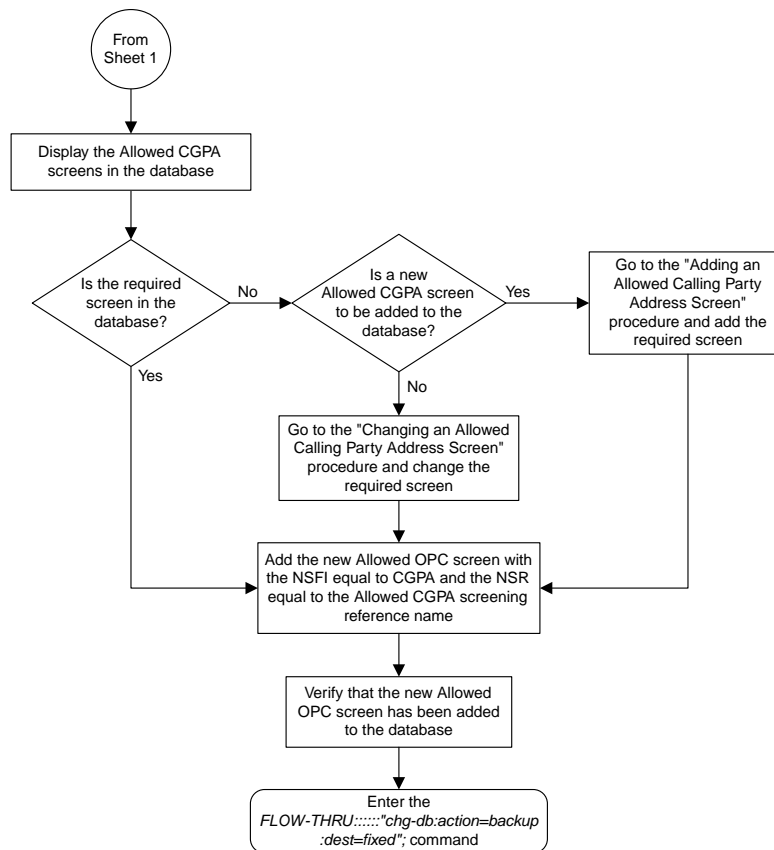 From
Sheet 1
Display the Allowed CGPA
screens in the database
Is the required
screen in the
database?
No
Yes
Is a new
Allowed CGPA screen
to be added to the
database?
Yes
No
Go to the "Adding an
Allowed Calling Party
Address Screen"
procedure and add the
required screen
Go to the "Changing an Allowed
Calling Party Address Screen"
procedure and change the
required screen
Add the new Allowed OPC screen with
the NSFI equal to CGPA and the NSR
equal to the Allowed CGPA screening
reference name
Verify that the new Allowed
OPC screen has been added
to the database
Enter the
FLOW-THRU::::::"chg-db:action=backup
:dest=fixed"; command